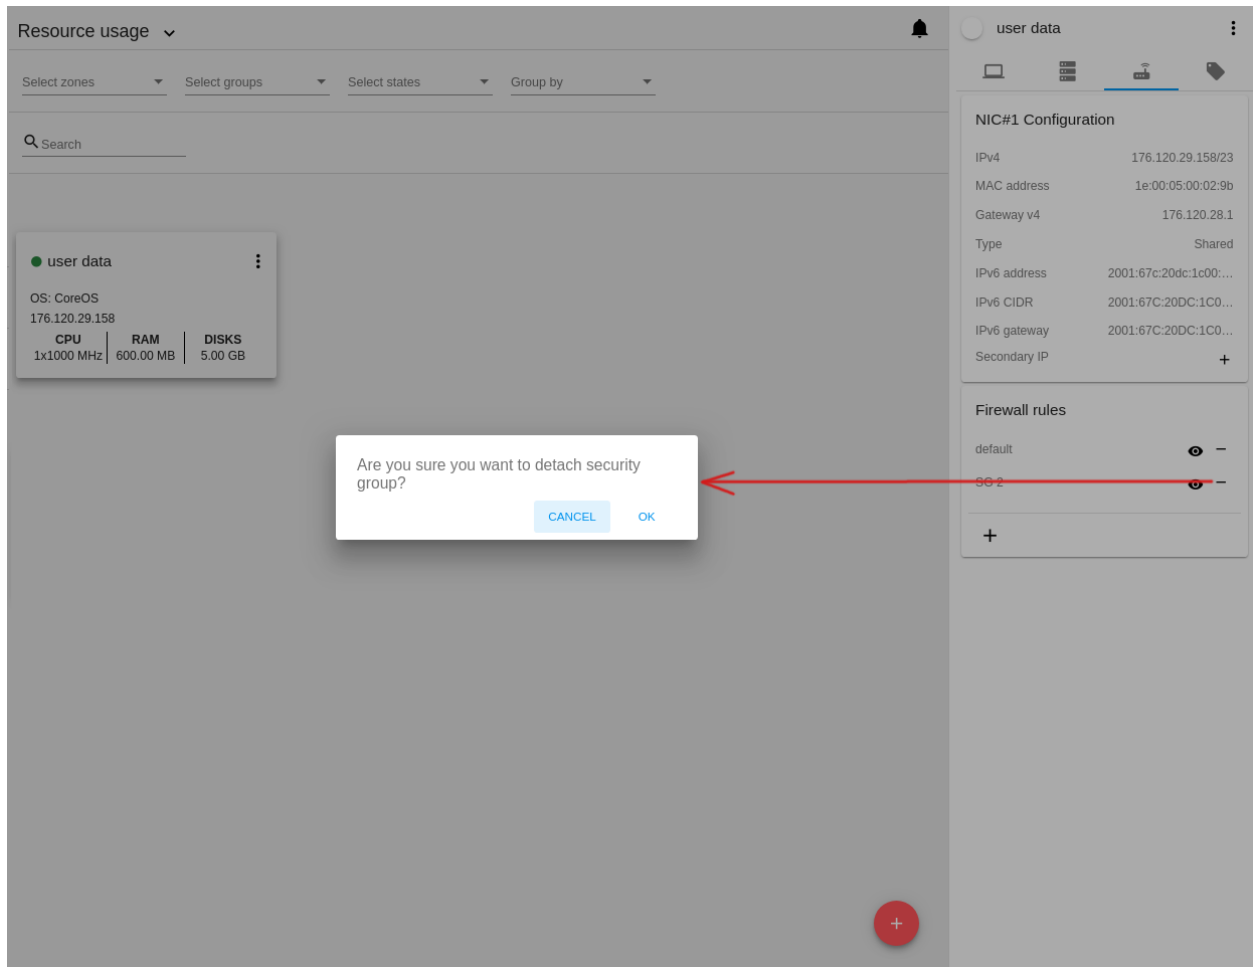 Resource usage
Select zones
Select groups
Select states
Group by
Search
user data
OS: CoreOS
176.120.29.158
CPU
RAM
DISKS
1x1000 MHz
600.00 MB
5.00 GB
Are you sure you want to detach security
group?
CANCEL
OK
user data
NIC#1 Configuration
IPv4 176.120.29.158/23
MAC address 1e:00:05:00:02:9b
Gateway v4 176.120.28.1
Type Shared
IPv6 address 2001:67c:20dc:1c00:...
IPv6 CIDR 2001:67C:20DC:1C0...
IPv6 gateway 2001:67C:20DC:1C0...
Secondary IP +
Firewall rules
default
SG 2